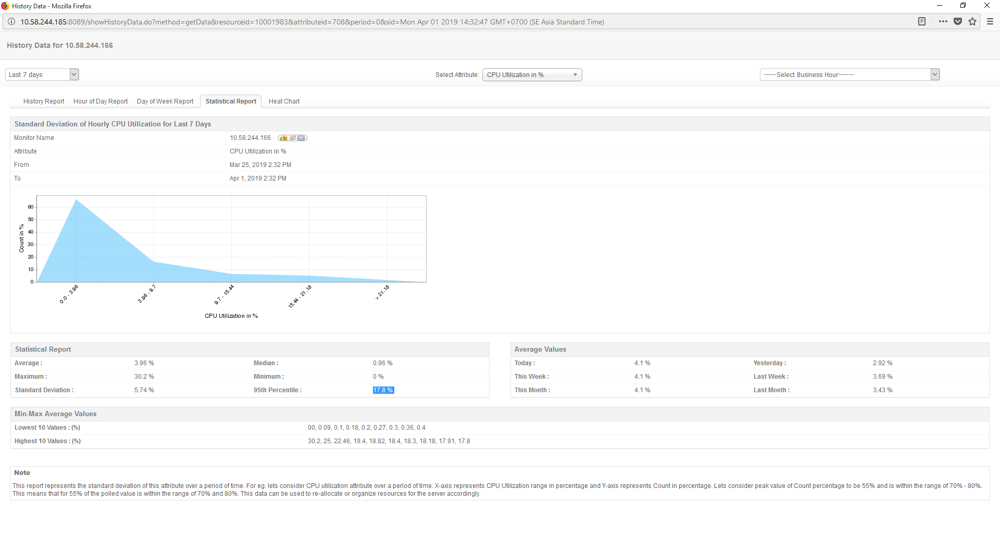 History Data - Mozilla Firefox
10.58.244.185:8089/showHistoryData.do?method=getData&resourceid=10001983&attributeid=708&period=0&sid=Mon Apr 01 2019 14:32:47 GMT+0700 (SE Asia Standard Time)
History Data for 10.58.244.166
Last 7 days
Select Attribute: CPU Utilization in %
-----Select Business Hour------
History Report Hour of Day Report Day of Week Report Statistical Report Heat Chart
Standard Deviation of Hourly CPU Utilization for Last 7 Days
Monitor Name 10.58.244.166
Attribute CPU Utilization in %
From Mar 25, 2019 2:32 PM
To Apr 1, 2019 2:32 PM
Count in %
60
50
40
30
20
10
0
0.0 - 3.96
3.96 - 9.7
9.7 - 15.44
15.44 - 21.18
> 21.18
CPU Utilization in %
Statistical Report
Average : 3.96 % Median : 0.96 %
Maximum : 30.2 % Minimum : 0 %
Standard Deviation : 5.74 % 95th Percentile : 17.8 %
Average Values
Today : 4.1 % Yesterday : 2.92 %
This Week : 4.1 % Last Week : 3.69 %
This Month : 4.1 % Last Month : 3.43 %
Min-Max Average Values
Lowest 10 Values : (%) 00, 0.09, 0.1, 0.18, 0.2, 0.27, 0.3, 0.36, 0.4
Highest 10 Values : (%) 30.2, 25, 22.46, 19.4, 18.82, 18.4, 18.3, 18.18, 17.91, 17.8
Note
This report represents the standard deviation of this attribute over a period of time. For eg. lets consider CPU utilization attribute over a period of time. X-axis represents CPU Utilization range in percentage and Y-axis represents Count in percentage. Lets consider peak value of Count percentage to be 55% and is within the range of 70% - 80%.
This means that for 55% of the polled value is within the range of 70% and 80%. This data can be used to re-allocate or organize resources for the server accordingly.